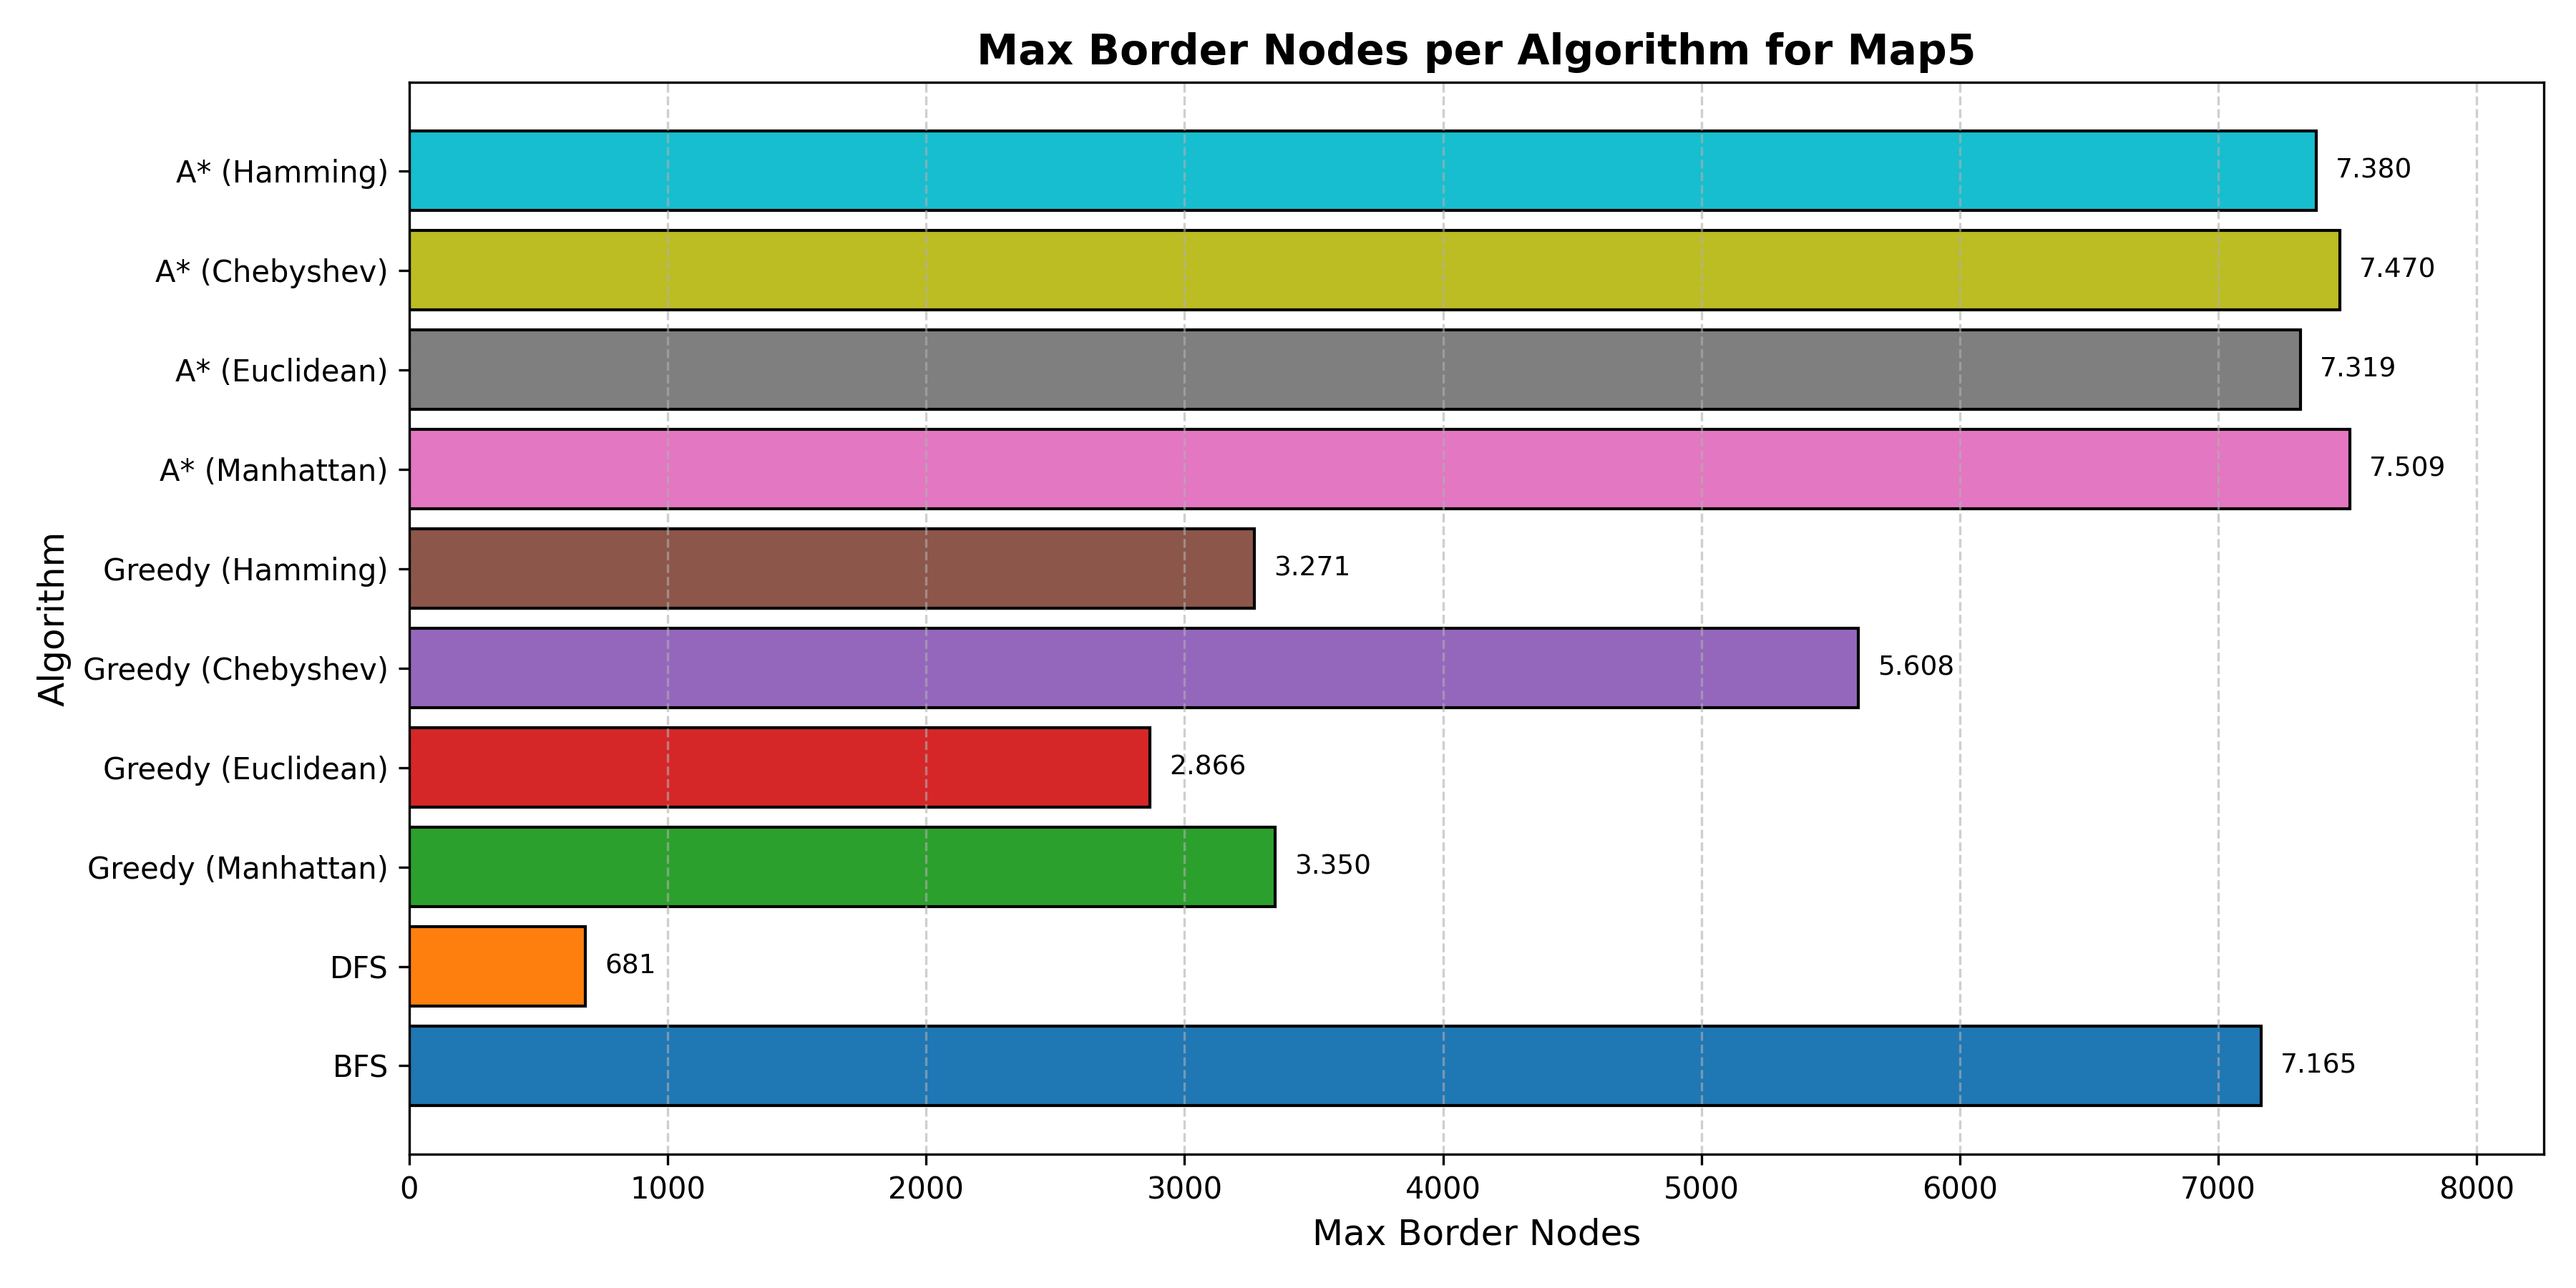 Max Border Nodes per Algorithm for Map5
A* (Hamming) 7.380
A* (Chebyshev) 7.470
A* (Euclidean) 7.319
A* (Manhattan) 7.509
Greedy (Hamming) 3.271
Greedy (Chebyshev) 5.608
Greedy (Euclidean) 2.866
Greedy (Manhattan) 3.350
DFS 681
BFS 7.165
Algorithm
0 1000 2000 3000 4000 5000 6000 7000 8000
Max Border Nodes